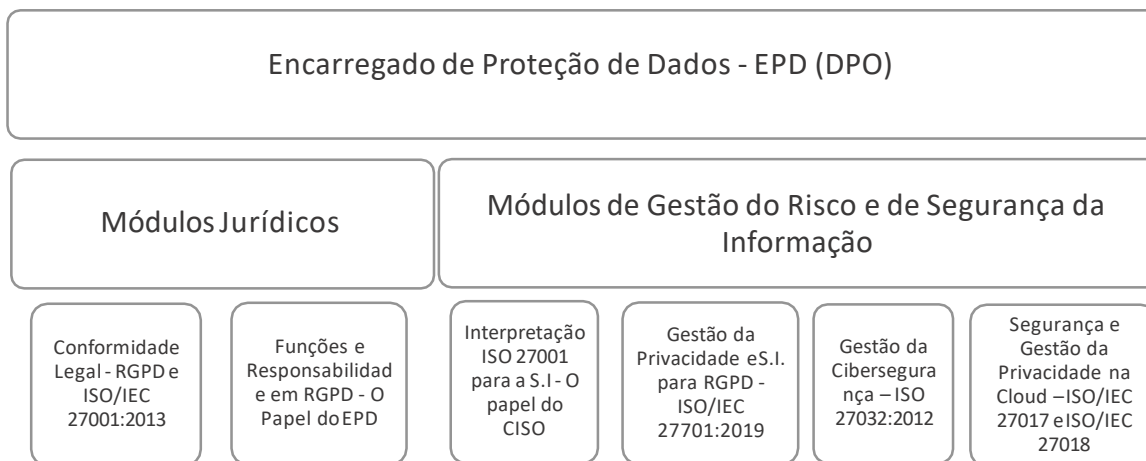 Encarregado de Proteção de Dados - EPD (DPO)
Módulos Jurídicos
Módulos de Gestão do Risco e de Segurança da
Informação
Conformidade
Legal - RGPD e
ISO/IEC
27001:2013
Funções e
Responsabilidad
e em RGPD - O
Papel do EPD
Interpretação
ISO 27001
para a S.I - O
papel do
CISO
Gestão da
Privacidade e S.I.
para RGPD -
ISO/IEC
27701:2019
Gestão da
Cibersegura
nça – ISO
27032:2012
Segurança e
Gestão da
Privacidade na
Cloud – ISO/IEC
27017 e ISO/IEC
27018